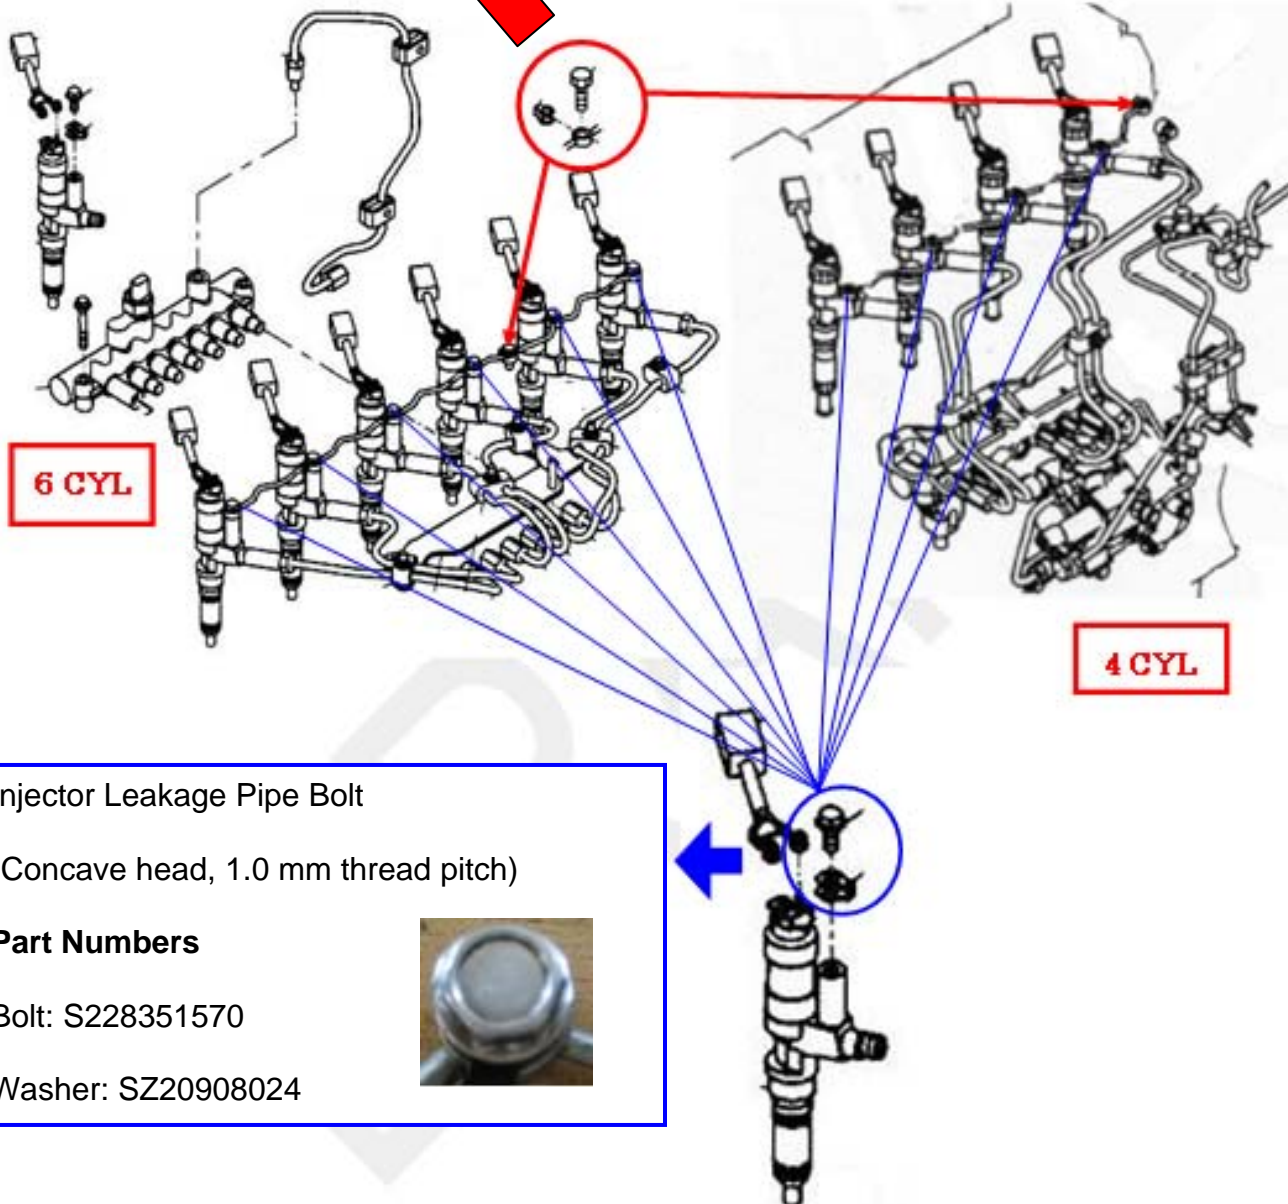 6 CYL
4 CYL
njector Leakage Pipe Bolt
(Concave head, 1.0 mm thread pitch)
Part Numbers
Bolt: S228351570
Washer: SZ20908024